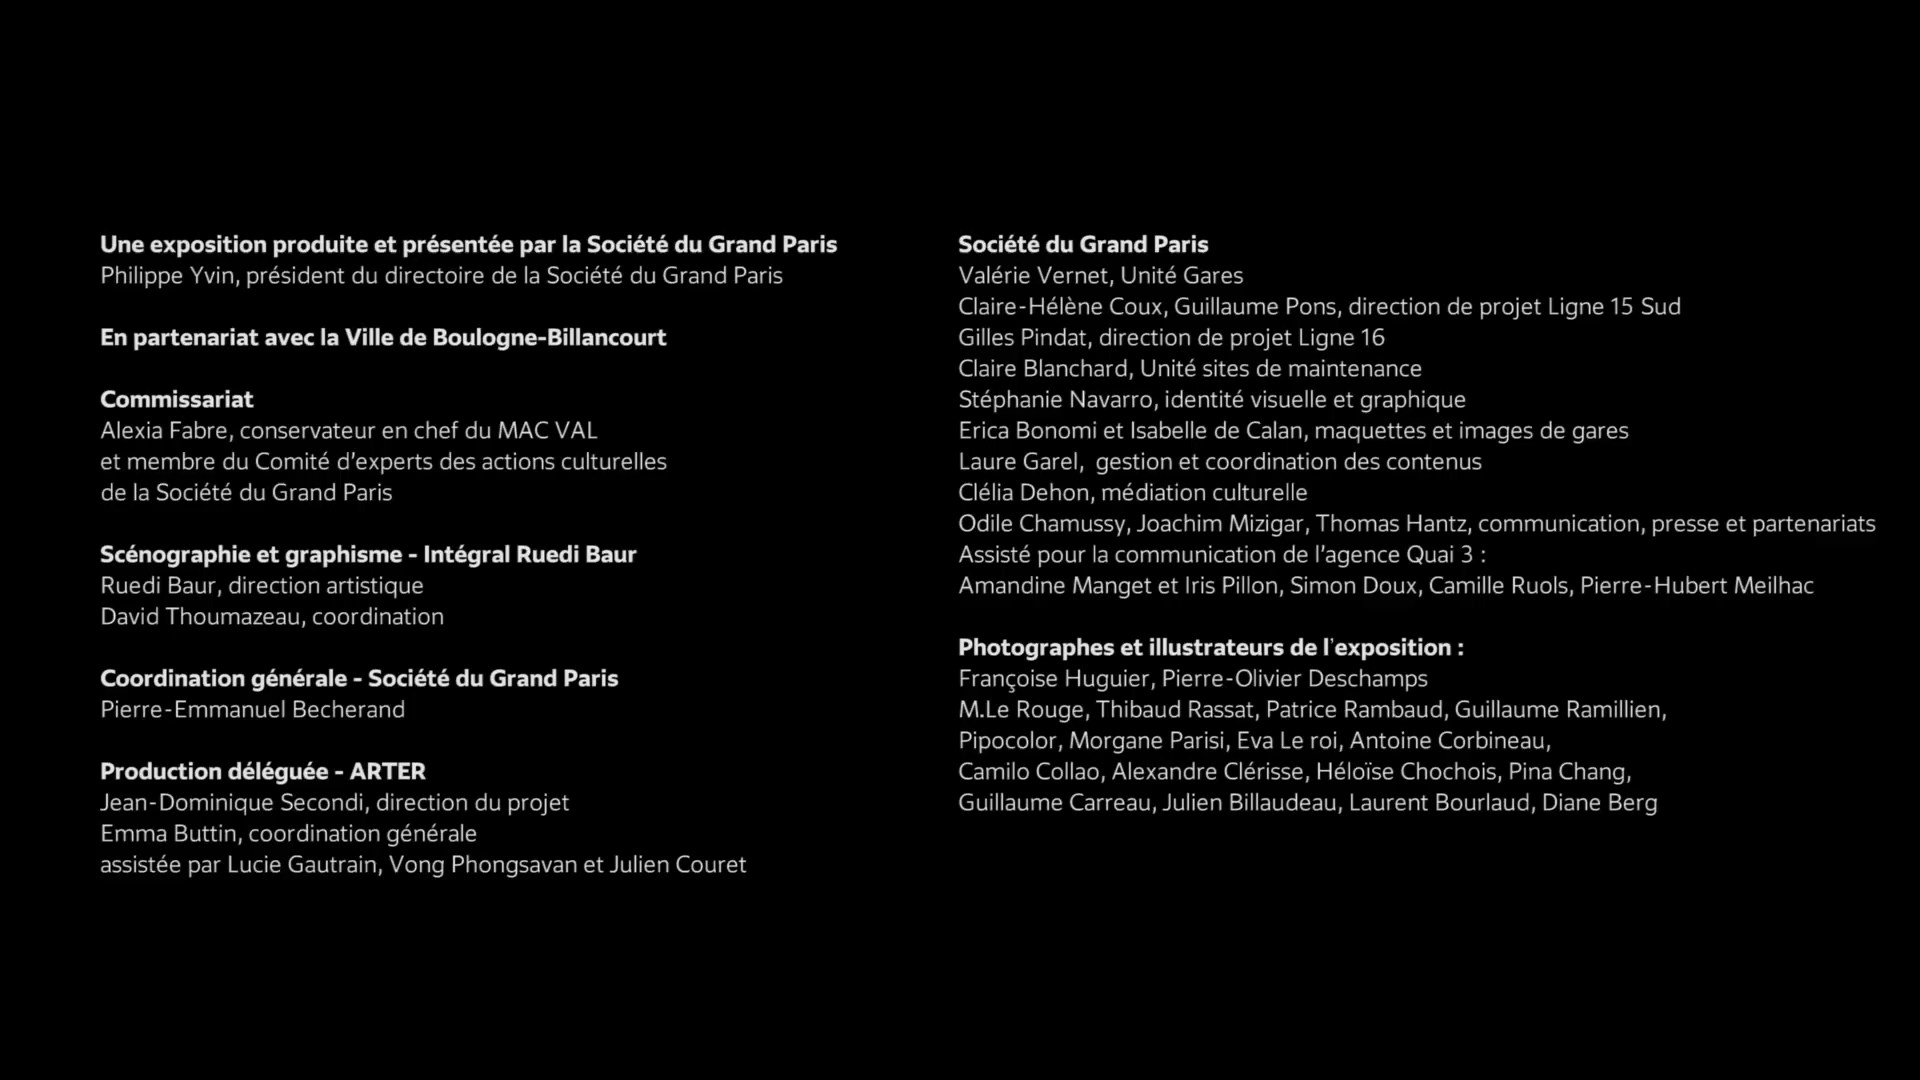 Une exposition produite et présentée par la Société du Grand Paris
Philippe Yvin, président du directoire de la Société du Grand Paris
En partenariat avec la Ville de Boulogne-Billancourt
Commissariat
Alexia Fabre, conservateur en chef du MAC VAL
et membre du Comité d’experts des actions culturelles
de la Société du Grand Paris
Scénographie et graphisme - Intégral Ruedi Baur
Ruedi Baur, direction artistique
David Thoumazeau, coordination
Coordination générale - Société du Grand Paris
Pierre-Emmanuel Becherand
Production déléguée - ARTER
Jean-Dominique Secondi, direction du projet
Emma Buttin, coordination générale
assistée par Lucie Gautrain, Vong Phongsavan et Julien Couret
Société du Grand Paris
Valérie Vernet, Unité Gares
Claire-Hélène Coux, Guillaume Pons, direction de projet Ligne 15 Sud
Gilles Pindat, direction de projet Ligne 16
Claire Blanchard, Unité sites de maintenance
Stéphanie Navarro, identité visuelle et graphique
Erica Bonomi et Isabelle de Calan, maquettes et images de gares
Laure Garel,  gestion et coordination des contenus
Clélia Dehon, médiation culturelle
Odile Chamussy, Joachim Mizigar, Thomas Hantz, communication, presse et partenariats
Assisté pour la communication de l’agence Quai 3 :
Amandine Manget et Iris Pillon, Simon Doux, Camille Ruols, Pierre-Hubert Meilhac
Photographes et illustrateurs de l’exposition :
Françoise Huguier, Pierre-Olivier Deschamps
M.Le Rouge, Thibaud Rassat, Patrice Rambaud, Guillaume Ramillien,
Pipocolor, Morgane Parisi, Eva Le roi, Antoine Corbineau,
Camilo Collao, Alexandre Clérisse, Héloïse Chochois, Pina Chang,
Guillaume Carreau, Julien Billaudeau, Laurent Bourlaud, Diane Berg